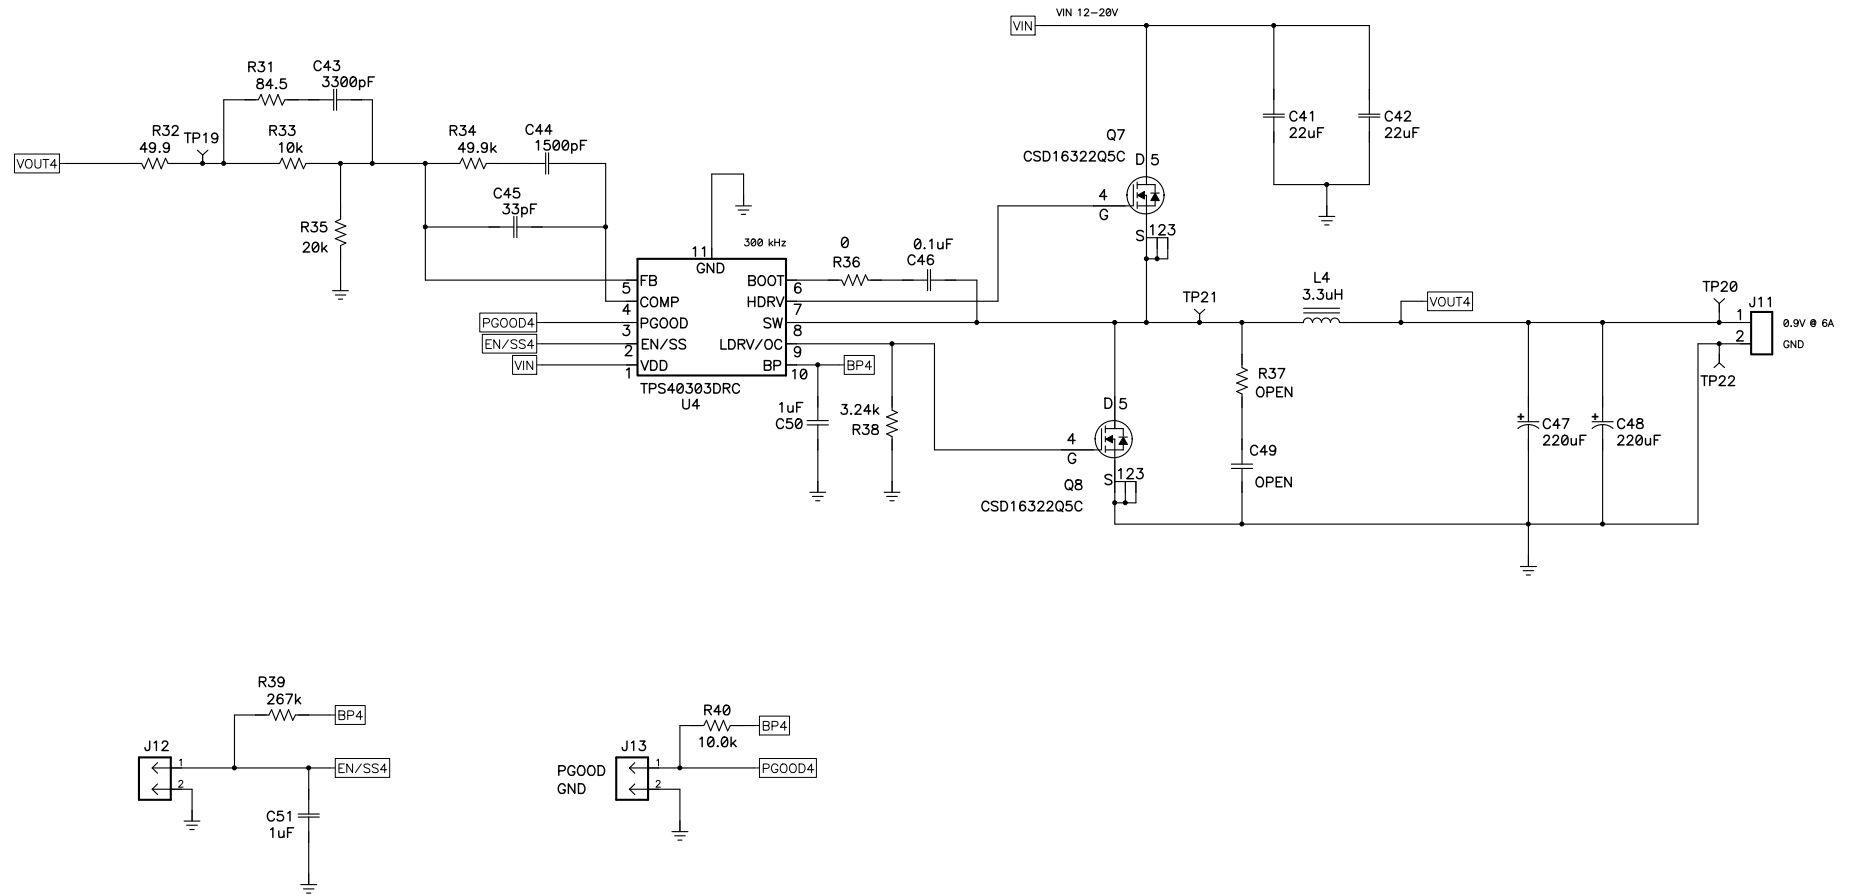 VIN
VIN 12-20V
R31
84.5
C43
3300pF
R32
49.9
TP19
R33
10k
R34
49.9k
C44
1500pF
VOUT4
C45
33pF
R35
20k
C41
22uF
C42
22uF
Q7
CSD16322Q5C
D 5
4
G
S 123
300 kHz
11
GND
0
R36
0.1uF
C46
FB
5
COMP
4
PGOOD
3
EN/SS
2
VDD
1
BOOT
6
HDRV
7
SW
8
LDRV/OC
9
BP
10
PGOOD4
EN/SS4
VIN
TPS40303DRC
U4
BP4
1uF
C50
3.24k
R38
TP21
L4
3.3uH
VOUT4
TP20
J11
1
2
0.9V @ 6A
GND
TP22
R37
OPEN
C49
OPEN
D 5
4
G
S 123
Q8
CSD16322Q5C
+
C47
220uF
+
C48
220uF
R39
267k
BP4
J12
1
2
EN/SS4
C51
1uF
R40
10.0k
BP4
J13
PGOOD
GND
1
2
PGOOD4